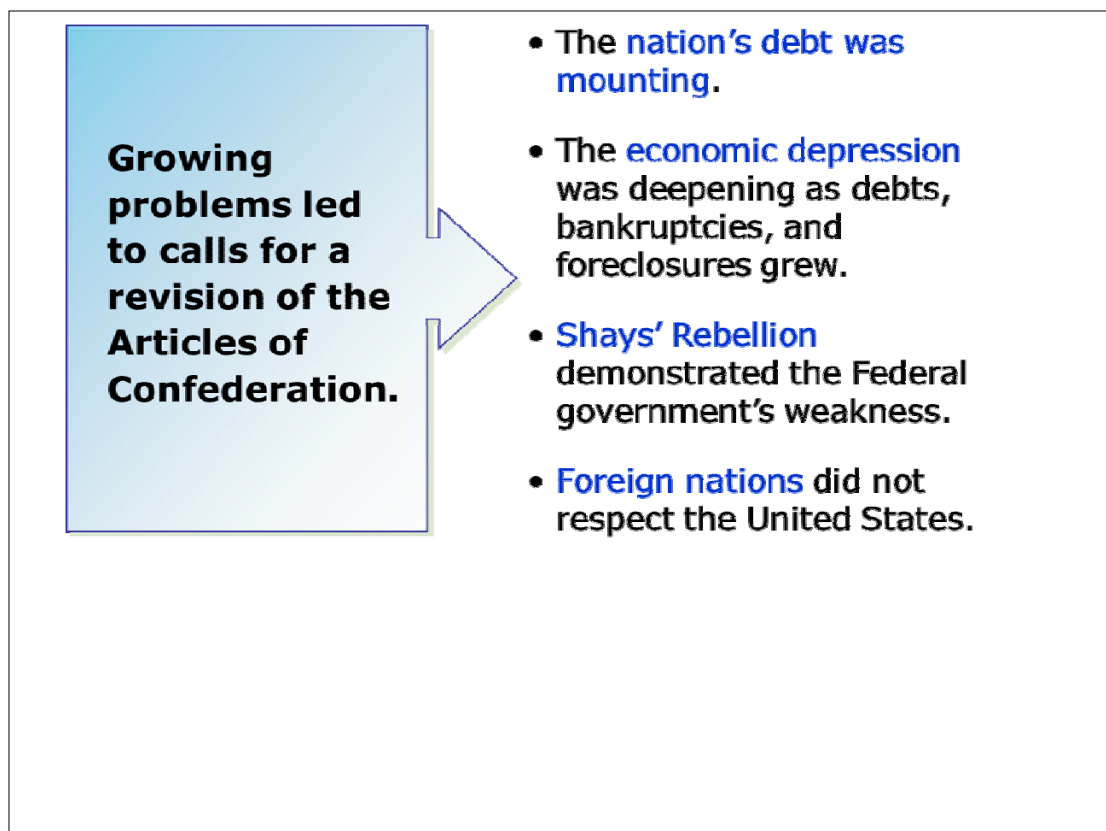 Growing
problems led
to calls for a
revision of the
Articles of
Confederation.
• The nation’s debt was
mounting.
• The economic depression
was deepening as debts,
bankruptcies, and
foreclosures grew.
• Shays’ Rebellion
demonstrated the Federal
government’s weakness.
• Foreign nations did not
respect the United States.